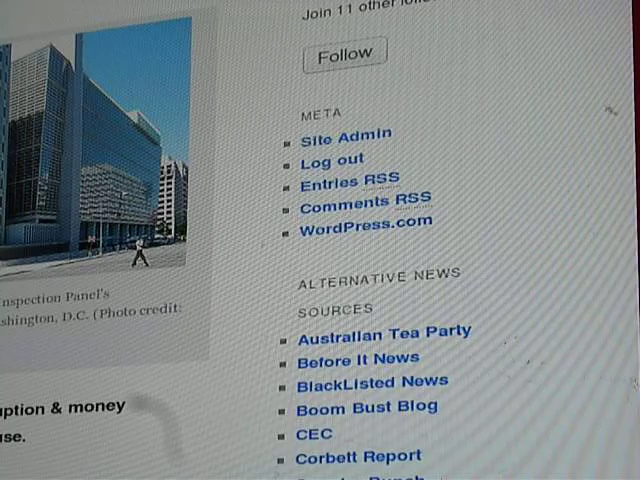 Join 11 other
Follow
META
Site Admin
Log out
Entries RSS
Comments RSS
WordPress.com
nspection Panel's
shington, D.C. (Photo credit:
ALTERNATIVE NEWS
SOURCES
Australian Tea Party
Before It News
BlackListed News
Boom Bust Blog
CEC
Corbett Report
uption & money
use.